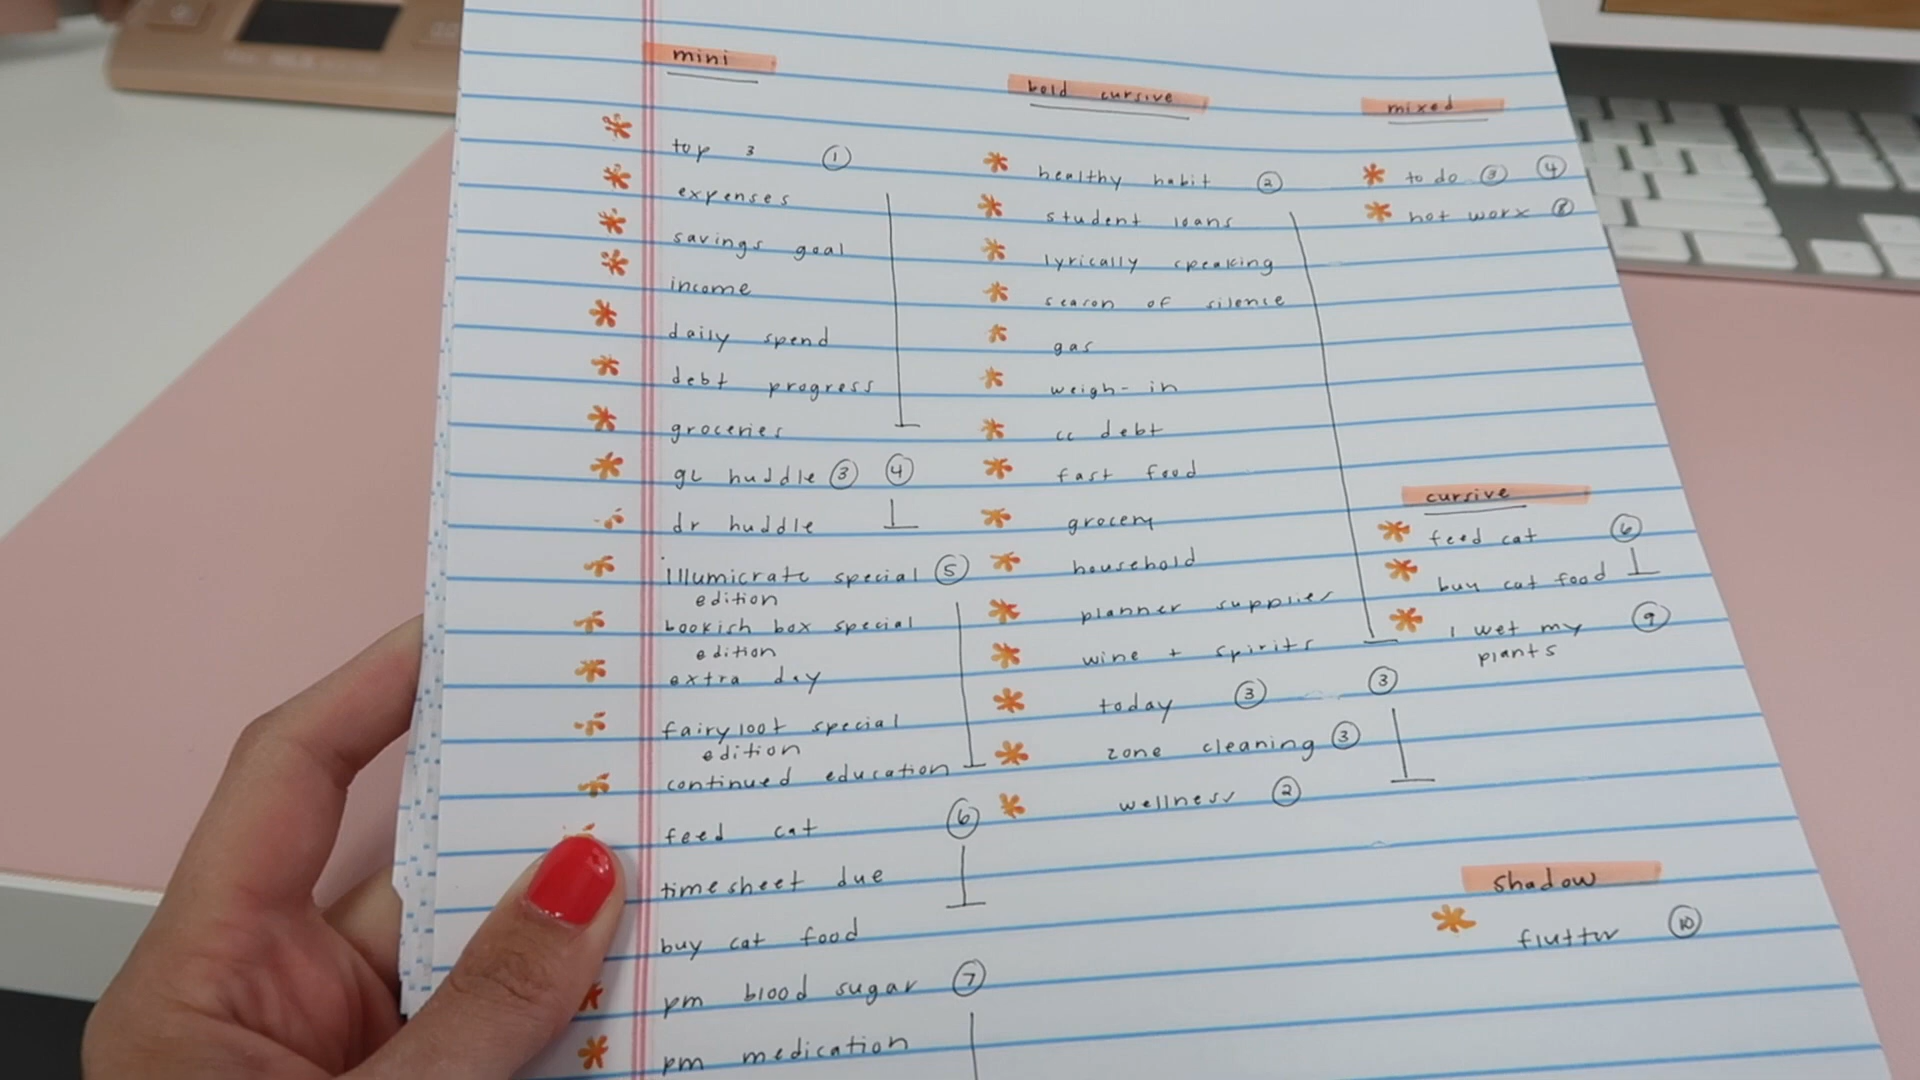 mini
top 3 1
expenses
savings goal
income
daily spend
debt progress
groceries
gl huddle 3 4
dr huddle
illumicrate special 5
edition
bookish box special
edition
extra day
fairyloot special
edition
continued education
feed cat 6
timesheet due
buy cat food
pm blood sugar 7
pm medication
bold cursive
healthy habit 2
student loans
lyrically speaking
season of silence
gas
weigh-in
cc debt
fast food
grocery
household
planner supplies
wine + spirits
today 3 3
zone cleaning 3
wellness 2
mixed
to do 3 4
hot worx 8
cursive
feed cat 6
buy cat food
i wet my 9
plants
shadow
flutter 10